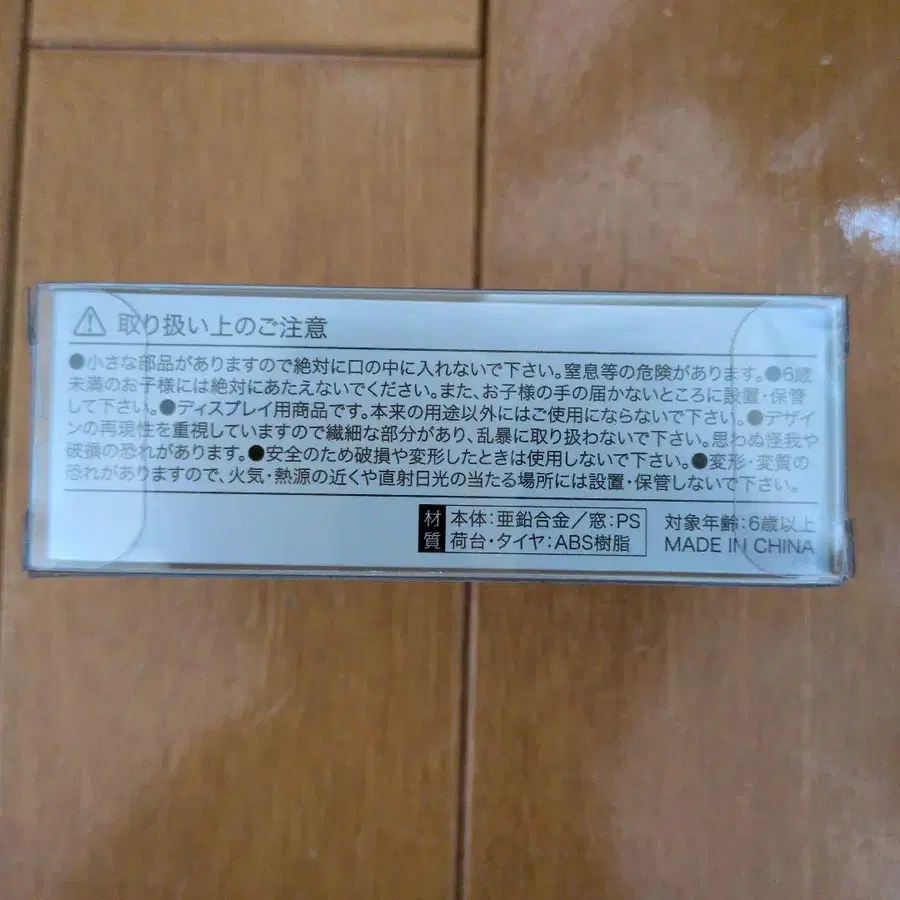 取り扱い上のご注意
●小さな部品がありますので絶対に口の中に入れないで下さい。窒息等の危険があります。●6歳
未満のお子様には絶対にあたえないでください。また、お子様の手の届かないところに設置・保管
して下さい。●ディスプレイ用商品です。本来の用途以外にはご使用にならないで下さい。●デザイ
ンの再現性を重視していますので繊細な部分があり、乱暴に取り扱わないで下さい。思わぬ怪我や
破損の恐れがあります。●安全のため破損や変形したときは使用しないで下さい。●変形・変質の
恐れがありますので、火気・熱源の近くや直射日光の当たる場所には設置・保管しないで下さい。
材質 本体：亜鉛合金／窓：PS
荷台・タイヤ：ABS樹脂
対象年齢：6歳以上
MADE IN CHINA